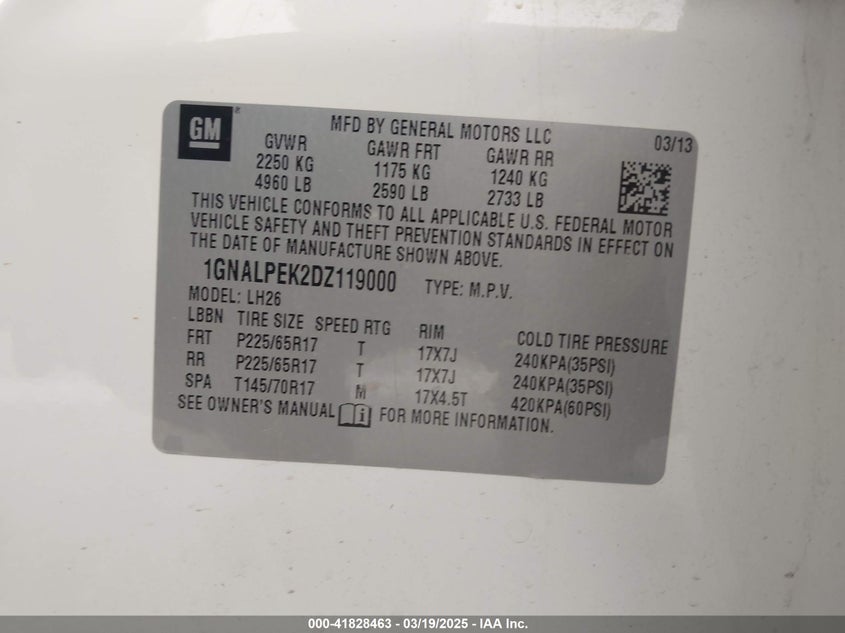 GM
MFD BY GENERAL MOTORS LLC 03/13
GVWR GAWR FRT GAWR RR
2250 KG 1175 KG 1240 KG
4960 LB 2590 LB 2733 LB
THIS VEHICLE CONFORMS TO ALL APPLICABLE U.S. FEDERAL MOTOR
VEHICLE SAFETY AND THEFT PREVENTION STANDARDS IN EFFECT ON
THE DATE OF MANUFACTURE SHOWN ABOVE.
1GNALPEK2DZ119000 TYPE: M.P.V.
MODEL: LH26
LBBN TIRE SIZE SPEED RTG RIM COLD TIRE PRESSURE
FRT P225/65R17 T 17X7J 240KPA(35PSI)
RR P225/65R17 T 17X7J 240KPA(35PSI)
SPA T145/70R17 M 17X4.5T 420KPA(60PSI)
SEE OWNER'S MANUAL i FOR MORE INFORMATION.
000-41828463 - 03/19/2025 - IAA Inc.